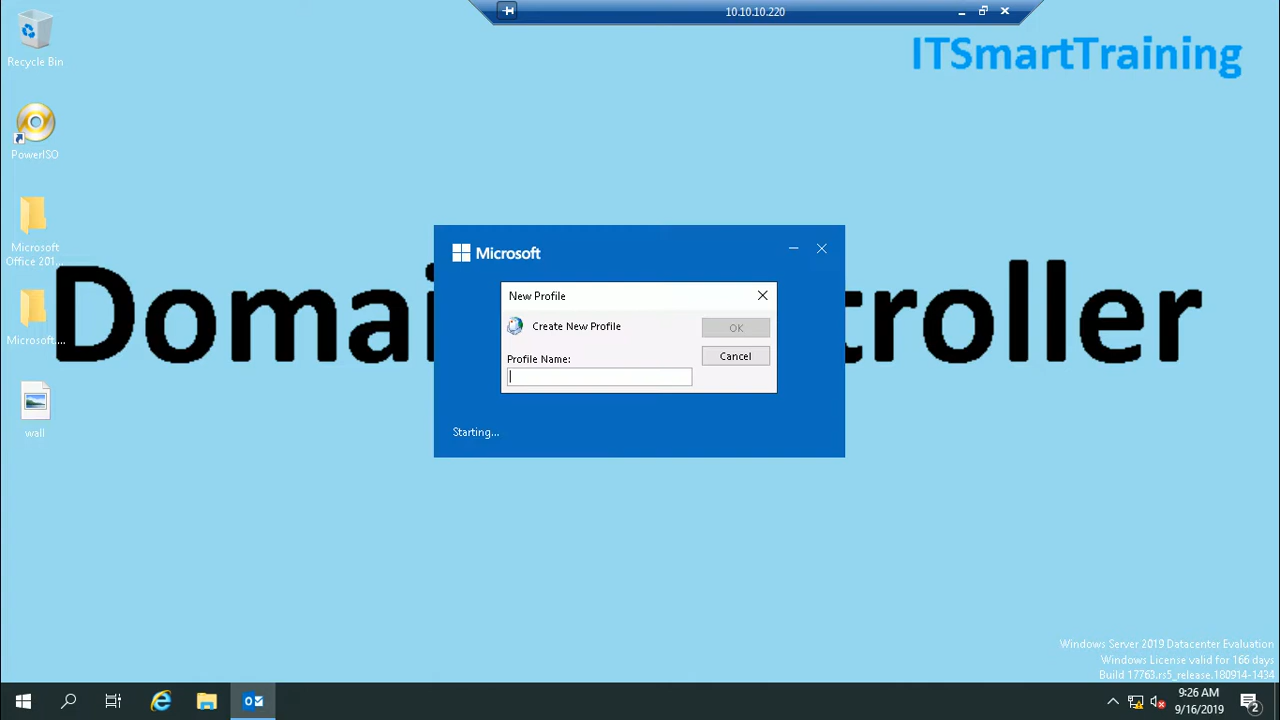 10.10.10.220
ITSmartTraining
Recycle Bin
PowerISO
Microsoft
Office 201...
Microsoft....
wall
Domai
troller
Microsoft
New Profile
Create New Profile
OK
Profile Name:
Cancel
Starting...
Windows Server 2019 Datacenter Evaluation
Windows License valid for 166 days
Build 17763.rs5_release.180914-1434
9:26 AM
9/16/2019
2